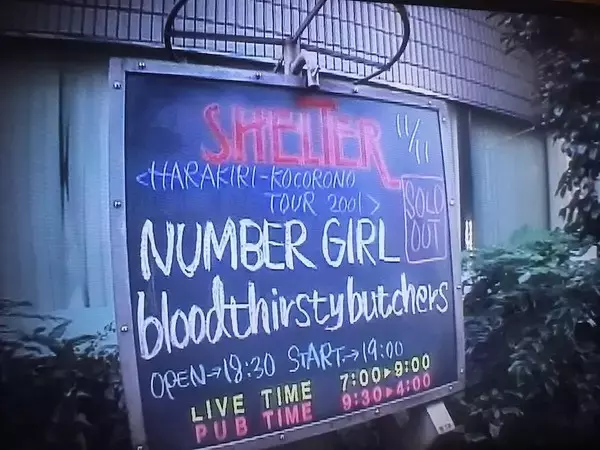 SHELTER 11/11
<HARAKIRI-KOCORONO
TOUR 2001>
SOLD
OUT
NUMBER GIRL
bloodthirstybutchers
OPEN→18:30 START→19:00
LIVE TIME 7:00▶9:00
PUB TIME 9:30▶4:00